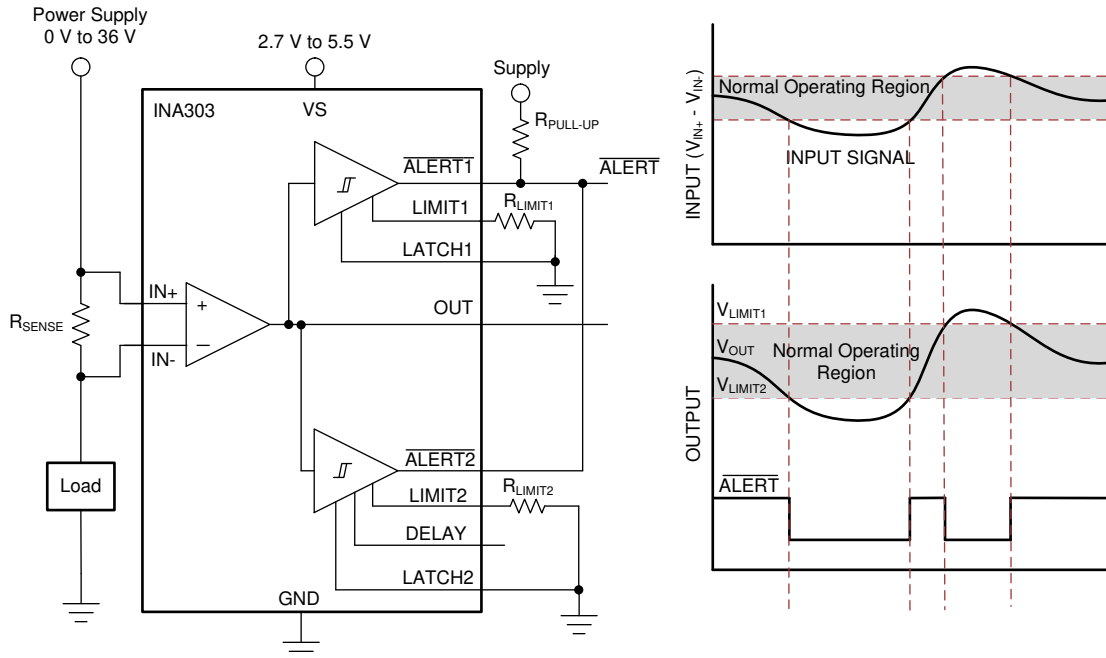 Power Supply
0 V to 36 V
2.7 V to 5.5 V
Supply
INA303
VS
R_PULL-UP
ALERT1
ALERT
LIMIT1
R_LIMIT1
LATCH1
IN+
+
R_SENSE
OUT
IN-
−
ALERT2
LIMIT2
R_LIMIT2
Load
DELAY
LATCH2
GND
INPUT (V_IN+ - V_IN-)
Normal Operating Region
INPUT SIGNAL
OUTPUT
V_LIMIT1
V_OUT
Normal Operating
Region
V_LIMIT2
ALERT